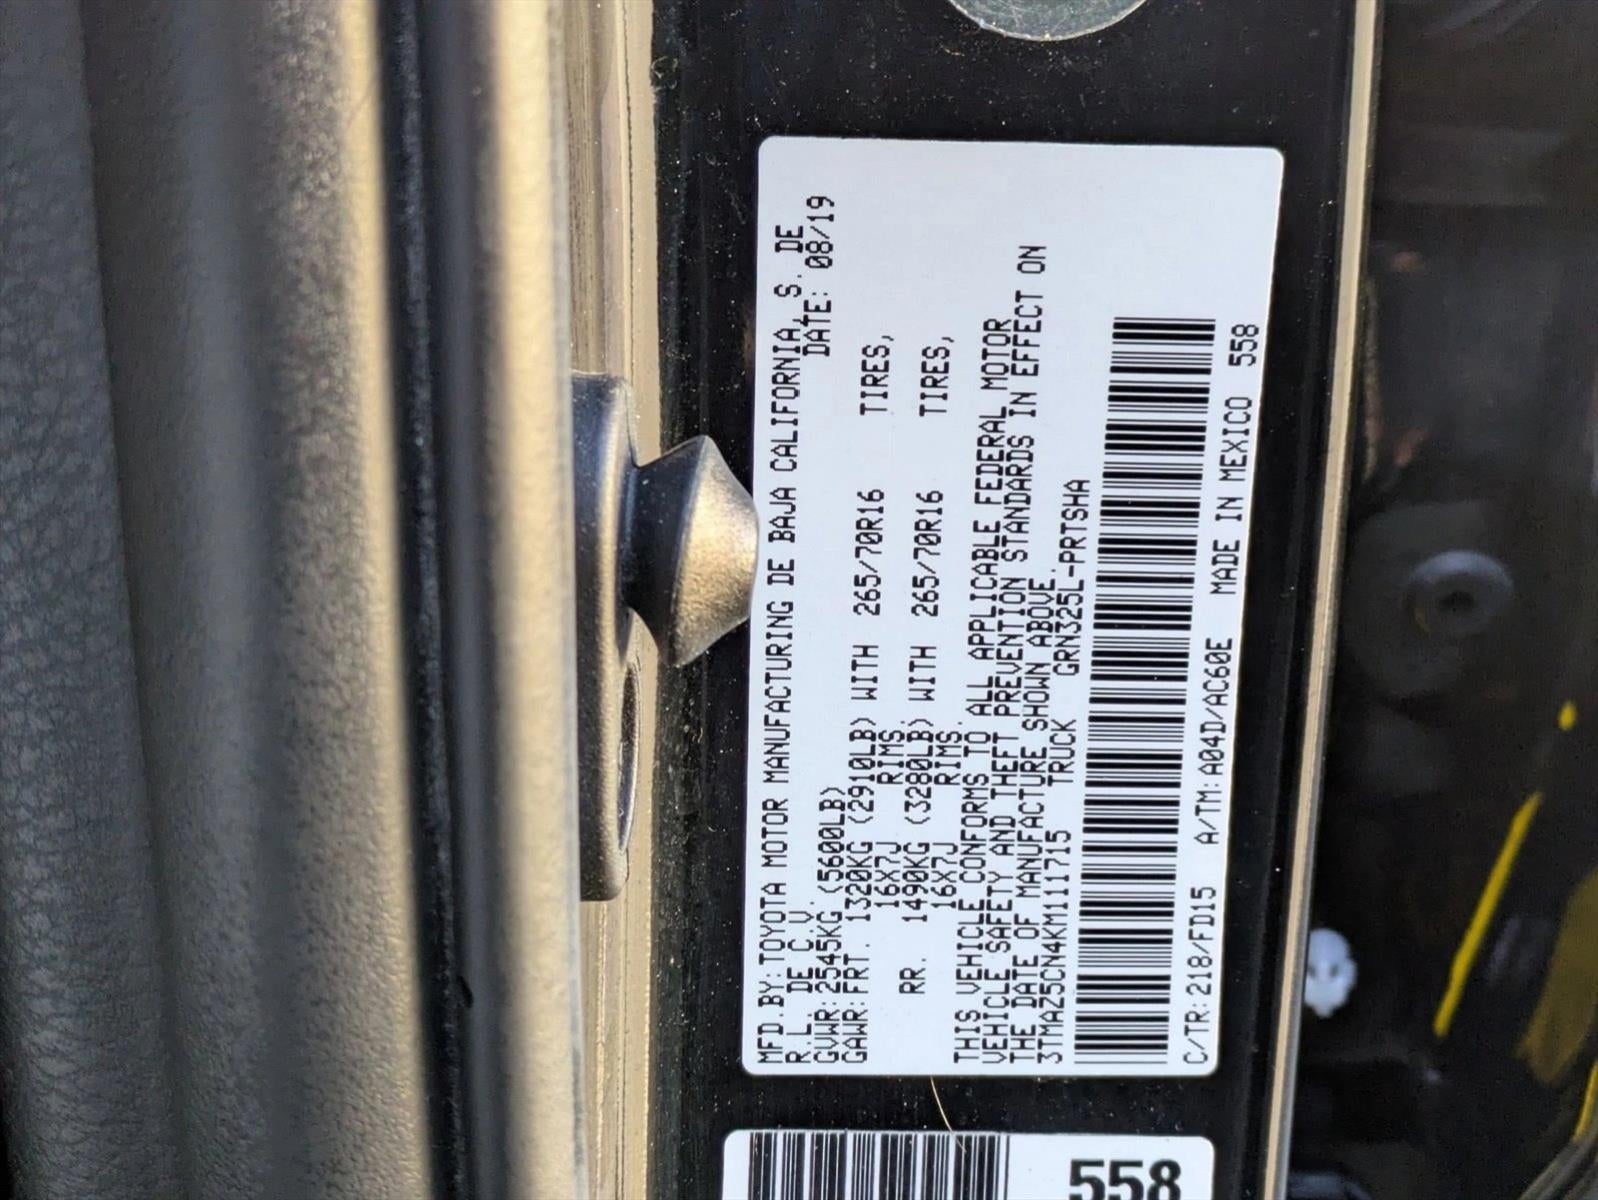 MFD.BY:TOYOTA MOTOR MANUFACTURING DE BAJA CALIFORNIA, S. DE
R.L. DE C.V. DATE: 08/19
GVWR:2545KG (5600LB)
GAWR:FRT. 1320KG (2910LB) WITH 265/70R16 TIRES,
16X7J RIMS.
RR. 1490KG (3280LB) WITH 265/70R16 TIRES,
16X7J RIMS.
THIS VEHICLE CONFORMS TO ALL APPLICABLE FEDERAL MOTOR
VEHICLE SAFETY AND THEFT PREVENTION STANDARDS IN EFFECT ON
THE DATE OF MANUFACTURE SHOWN ABOVE.
3TMAZ5CN4KM111715 TRUCK GRN325L-PRTSHA
C/TR:218/FD15 A/TM:A04D/AC60E MADE IN MEXICO 558
558